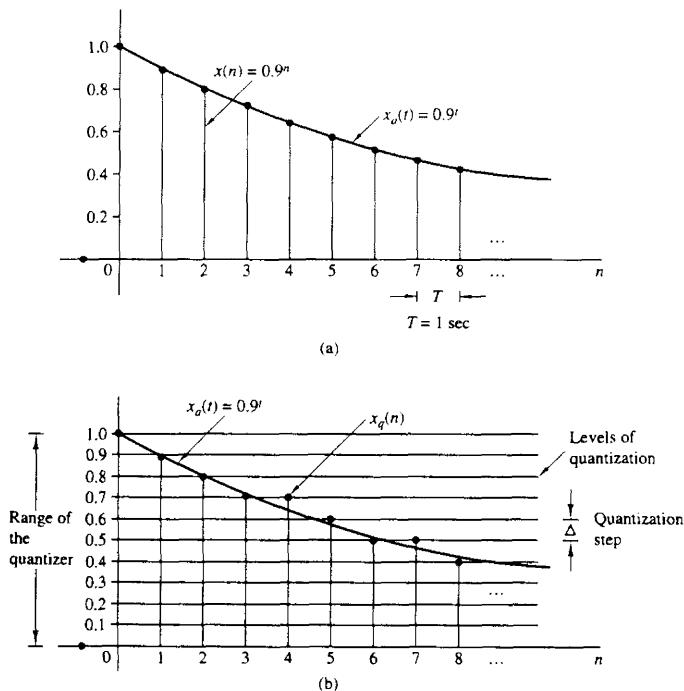 1.0
x(n) = 0.9ⁿ
0.8
xₐ(t) = 0.9ᵗ
0.6
0.4
0.2
...
0 1 2 3 4 5 6 7 8 ... n
T
T = 1 sec
(a)
xₐ(t) ≃ 0.9ᵗ
x_q(n)
1.0
Levels of
quantization
0.9
0.8
0.7
Range of
the
quantizer
0.6
Δ
Quantization
step
0.5
0.4
0.3
...
0.2
0.1
0 1 2 3 4 5 6 7 8 ... n
(b)